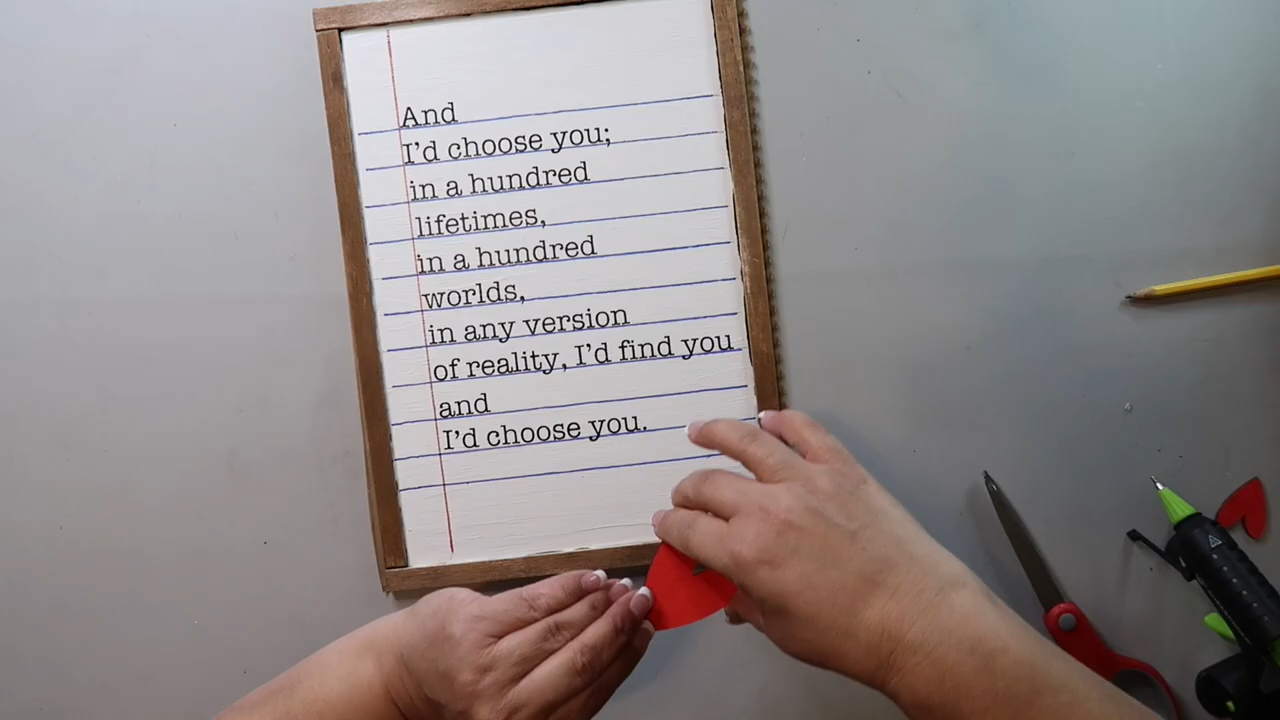 And
I'd choose you;
in a hundred
lifetimes,
in a hundred
worlds,
in any version
of reality, I'd find you
and
I'd choose you.